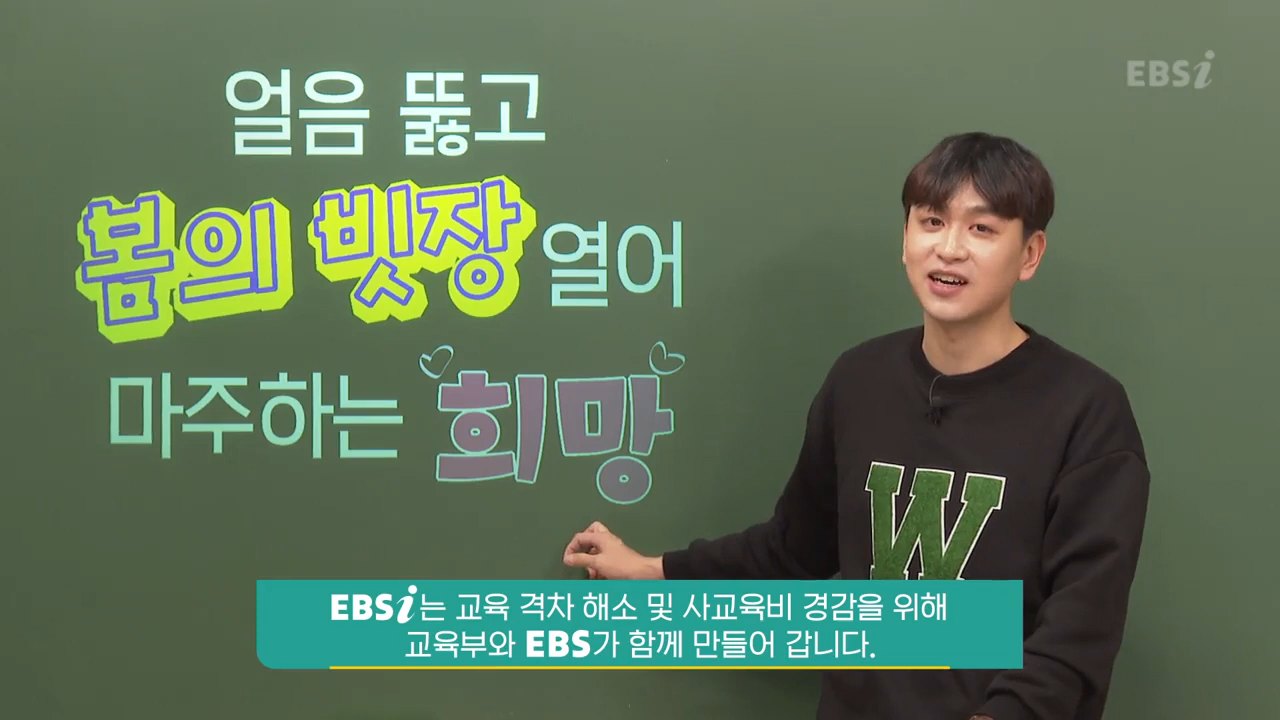 EBSi
얼음 뚫고
봄의 빗장 열어
마주하는 희망
W
EBSi는 교육 격차 해소 및 사교육비 경감을 위해
교육부와 EBS가 함께 만들어 갑니다.